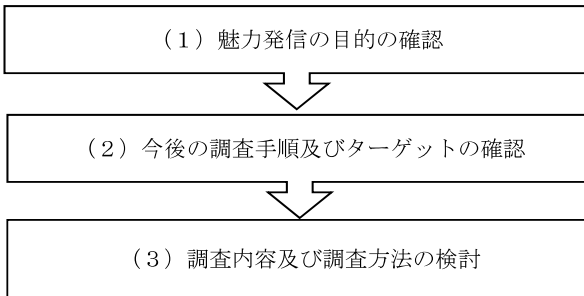 （１）魅力発信の目的の確認
（２）今後の調査手順及びターゲットの確認
（３）調査内容及び調査方法の検討